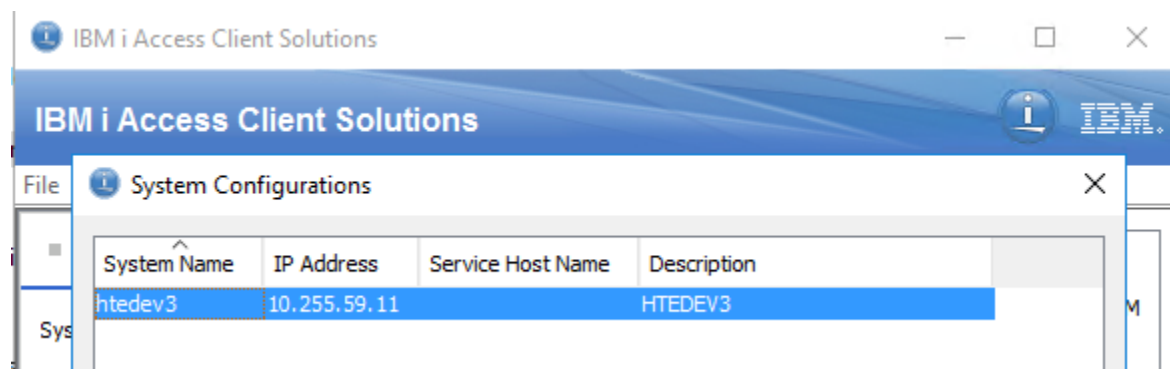 IBM i Access Client Solutions
IBM i Access Client Solutions
IBM.
File
System Configurations
System Name IP Address Service Host Name Description
htedev3 10.255.59.11 HTEDEV3
Sys
M